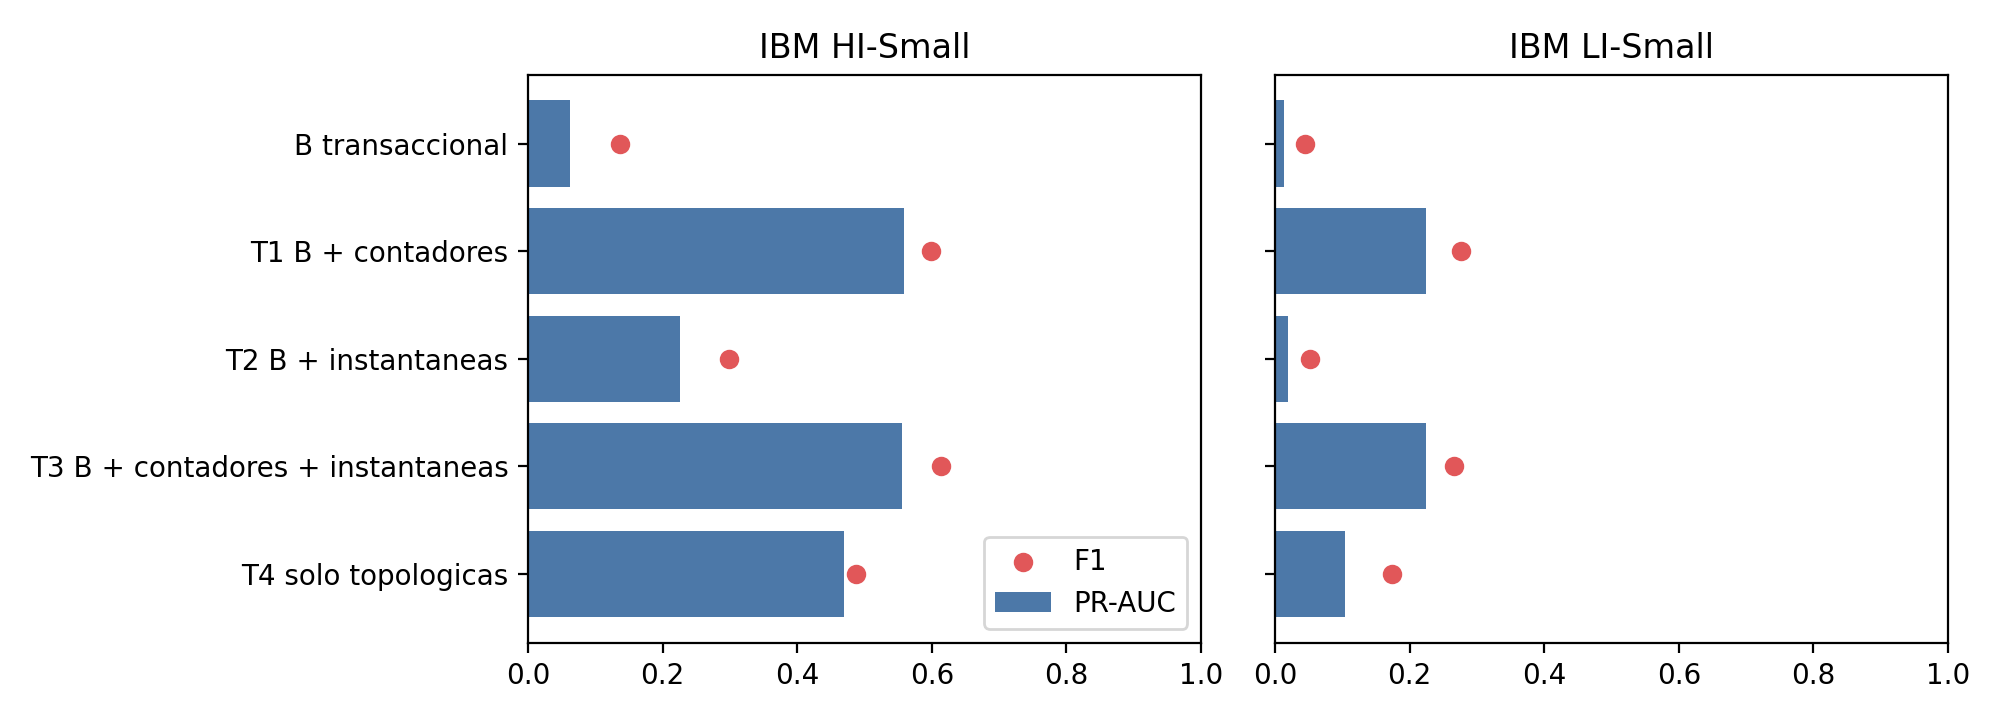 IBM HI-Small
IBM LI-Small
B transaccional
T1 B + contadores
T2 B + instantaneas
T3 B + contadores + instantaneas
T4 solo topologicas
F1
PR-AUC
0.0 0.2 0.4 0.6 0.8 1.0
0.0 0.2 0.4 0.6 0.8 1.0